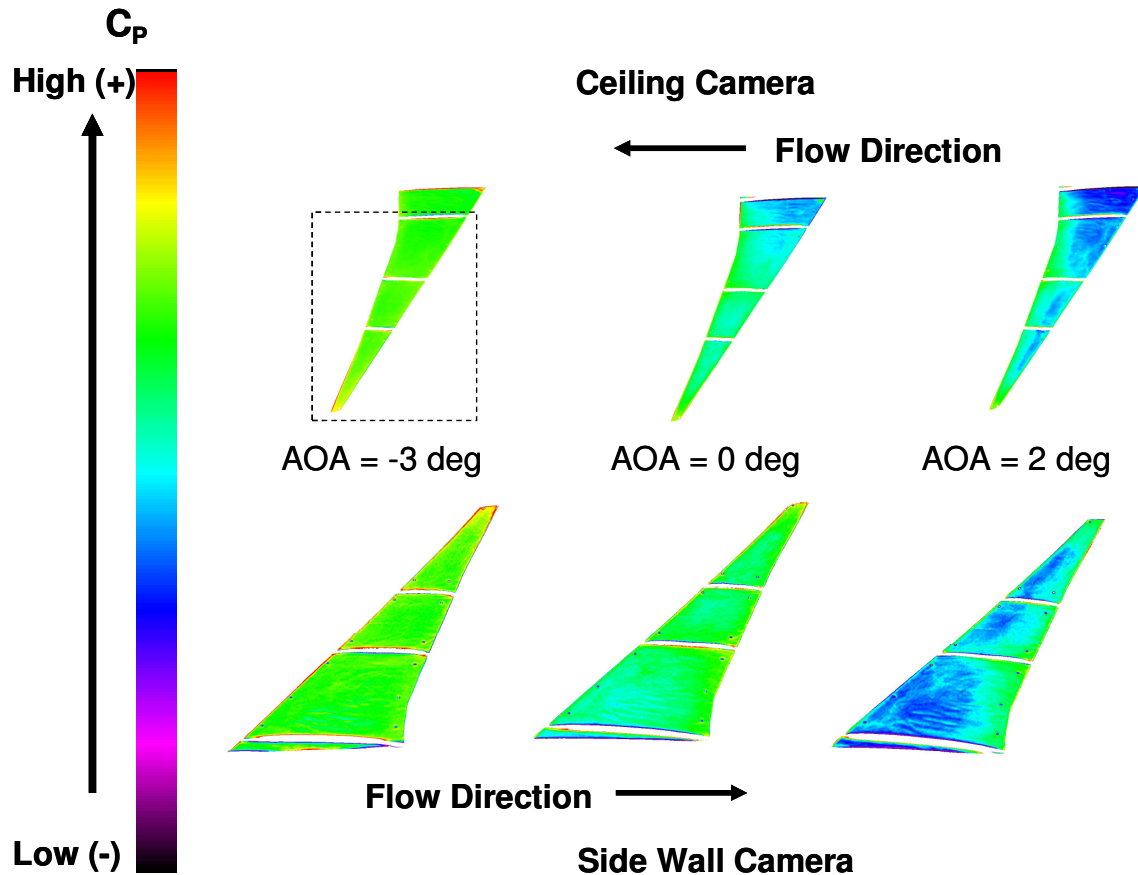 C_P
High (+)
Ceiling Camera
Flow Direction
AOA = -3 deg
AOA = 0 deg
AOA = 2 deg
Flow Direction
Low (-)
Side Wall Camera